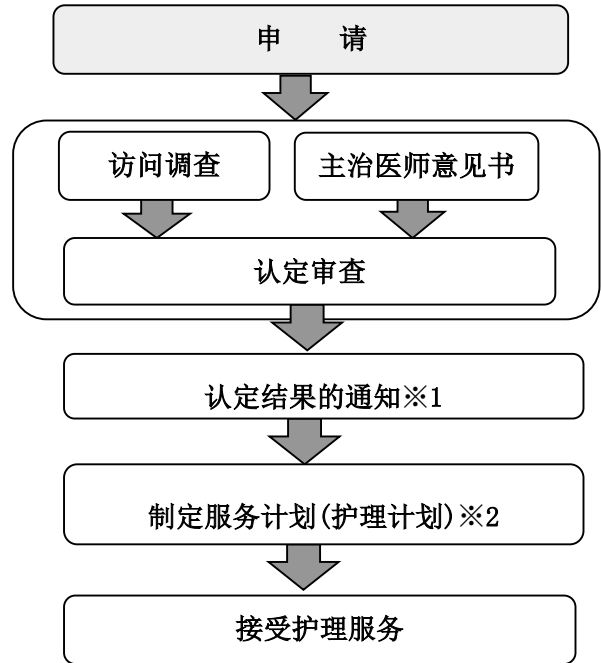 申 请
访问调查
主治医师意见书
认定审查
认定结果的通知※1
制定服务计划(护理计划)※2
接受护理服务